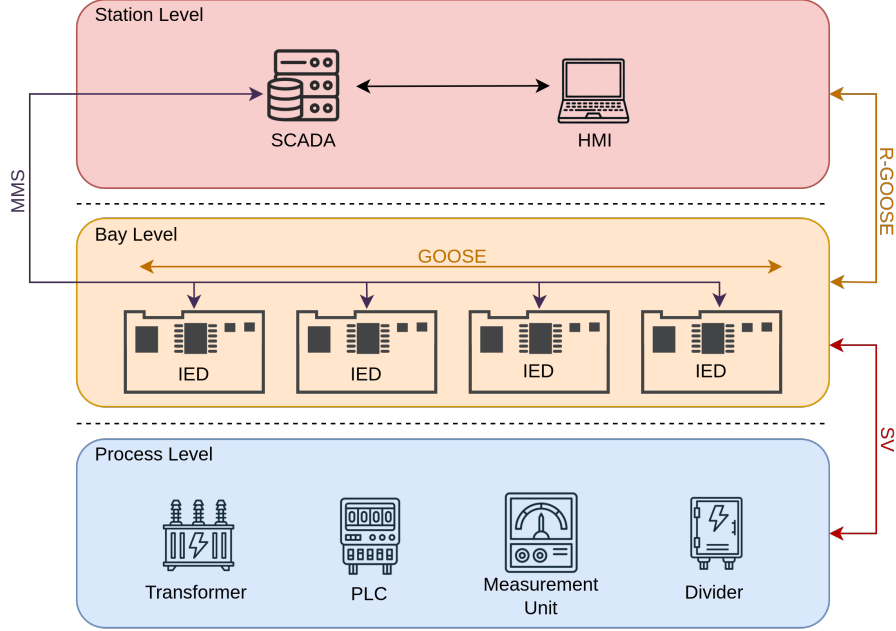 Station Level
SCADA
HMI
MMS
R-GOOSE
Bay Level
GOOSE
IED
IED
IED
IED
SV
Process Level
Transformer
PLC
Measurement
Unit
Divider